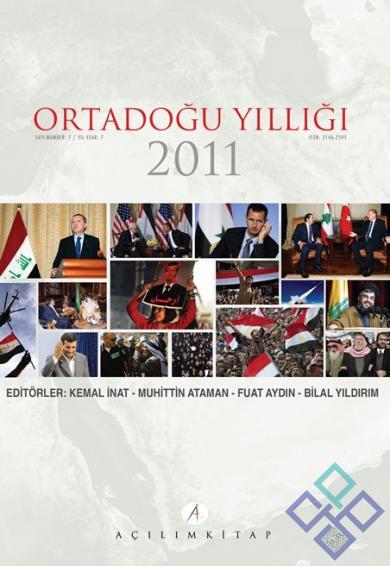 ORTADOĞU YILLIĞI
SAYI-NUMBER: 7 / YIL YEAR: 7 ISSN: 2146-7595
2011
EDİTÖRLER: KEMAL İNAT - MUHİTTİN ATAMAN - FUAT AYDIN - BİLAL YILDIRIM
A
AÇILIMKİTAP